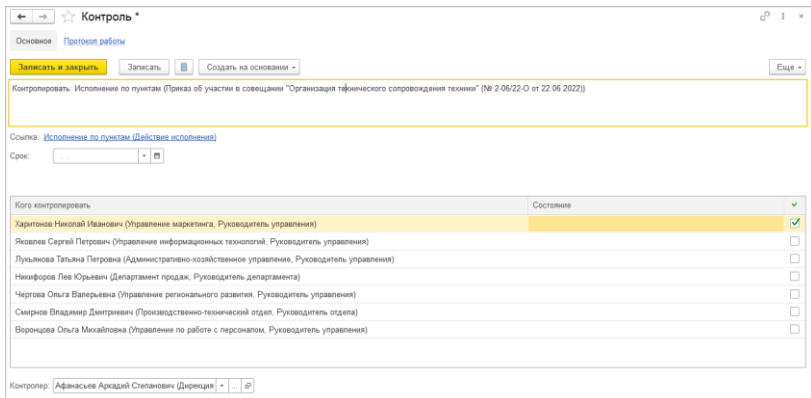 Контроль *
Основное Протокол работы
Записать и закрыть Записать Создать на основании Еще
Контролировать: Исполнение по пунктам (Приказ об участии в совещании "Организация технического сопровождения техники" (№ 2-06/22-О от 22.06.2022))
Ссылка: Исполнение по пунктам (Действие исполнения)
Срок: . .
Кого контролировать Состояние
Харитонов Николай Иванович (Управление маркетинга, Руководитель управления)
Яковлев Сергей Петрович (Управление информационных технологий, Руководитель управления)
Лукьянова Татьяна Петровна (Административно-хозяйственное управление, Руководитель управления)
Никифоров Лев Юрьевич (Департамент продаж, Руководитель департамента)
Чертова Ольга Валерьевна (Управление регионального развития, Руководитель управления)
Смирнов Владимир Дмитриевич (Производственно-технический отдел, Руководитель отдела)
Воронцова Ольга Михайловна (Управление по работе с персоналом, Руководитель управления)
Контролер: Афанасьев Аркадий Степанович (Дирекция ...